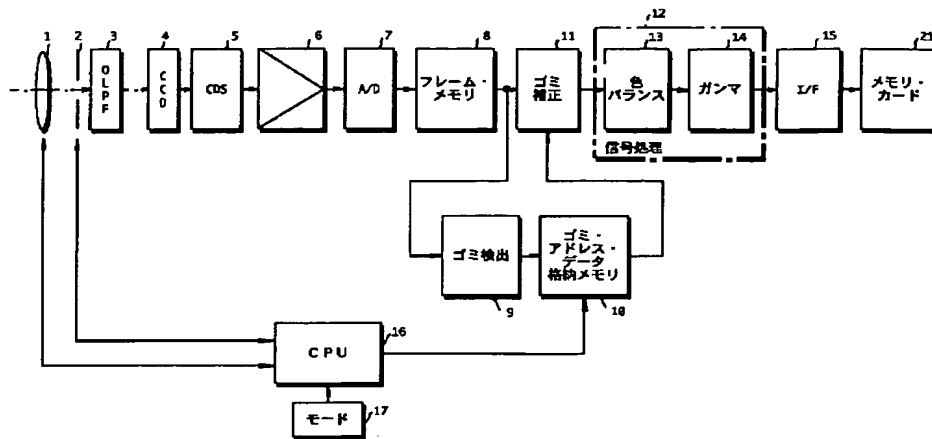 1
2
3
4
5
6
7
8
11
12
13
14
15
21
OLPF
CCD
CDS
A/D
フレーム・
メモリ
ゴミ
補正
色
バランス
ガンマ
信号処理
I/F
メモリ・
カード
ゴミ検出
9
ゴミ・
アドレス・
データ
格納メモリ
10
CPU
16
モード
17